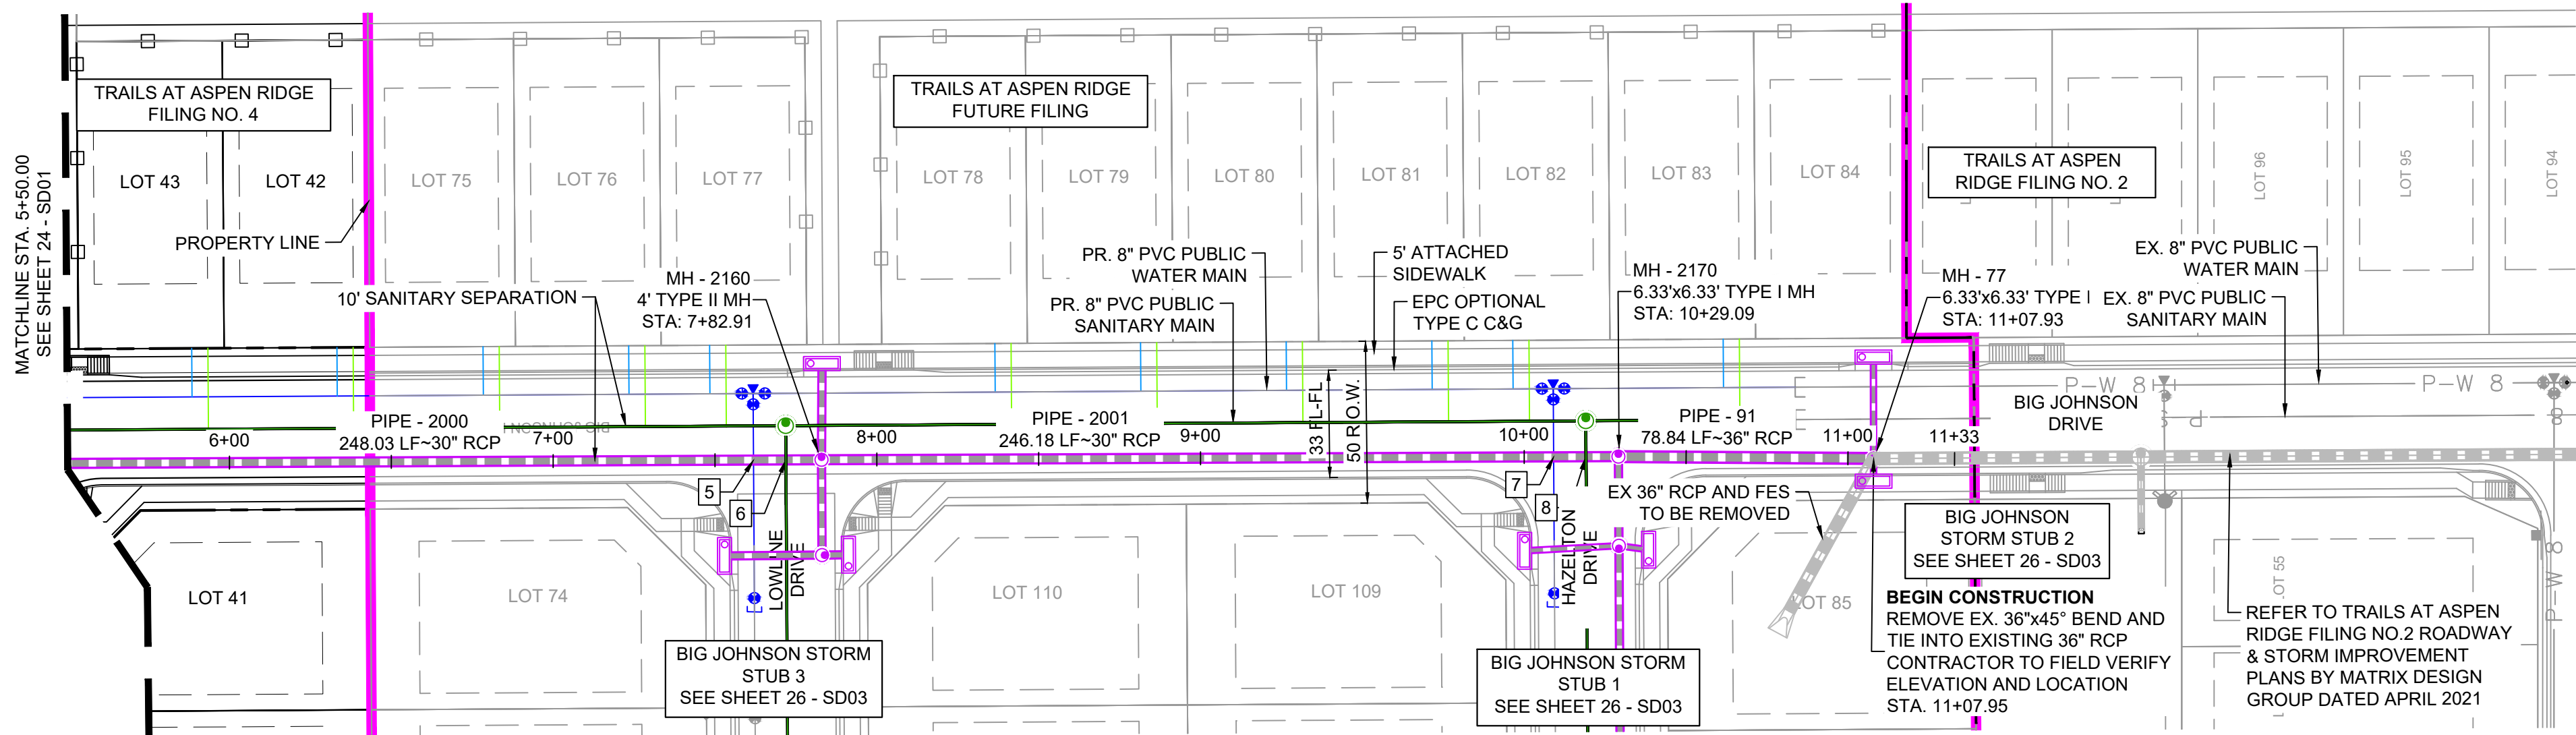 MATCHLINE STA. 5+50.00
SEE SHEET 24 - SD01
TRAILS AT ASPEN RIDGE
FILING NO. 4
LOT 43
LOT 42
PROPERTY LINE
LOT 75
LOT 76
LOT 77
TRAILS AT ASPEN RIDGE
FUTURE FILING
LOT 78
LOT 79
LOT 80
LOT 81
LOT 82
LOT 83
LOT 84
TRAILS AT ASPEN
RIDGE FILING NO. 2
LOT 96
LOT 95
LOT 94
10' SANITARY SEPARATION
MH - 2160
4' TYPE II MH
STA: 7+82.91
PR. 8" PVC PUBLIC
WATER MAIN
PR. 8" PVC PUBLIC
SANITARY MAIN
5' ATTACHED
SIDEWALK
EPC OPTIONAL
TYPE C C&G
MH - 2170
6.33'x6.33' TYPE I MH
STA: 10+29.09
MH - 77
6.33'x6.33' TYPE I
STA: 11+07.93
EX. 8" PVC PUBLIC
WATER MAIN
EX. 8" PVC PUBLIC
SANITARY MAIN
6+00
PIPE - 2000
248.03 LF~30" RCP
7+00
BIG JOHNSON
8+00
PIPE - 2001
246.18 LF~30" RCP
9+00
33 FL-FL
50 RO.W.
10+00
PIPE - 91
78.84 LF~36" RCP
11+00
11+33
P-W 8
BIG JOHNSON
DRIVE
P-W 8
8
P-W 8
5
6
7
8
LOWLINE
DRIVE
HAZELTON
DRIVE
EX 36" RCP AND FES
TO BE REMOVED
LOT 41
LOT 74
LOT 110
LOT 109
LOT 85
LOT 55
BIG JOHNSON STORM
STUB 3
SEE SHEET 26 - SD03
BIG JOHNSON STORM
STUB 1
SEE SHEET 26 - SD03
BIG JOHNSON
STORM STUB 2
SEE SHEET 26 - SD03
BEGIN CONSTRUCTION
REMOVE EX. 36"x45° BEND AND
TIE INTO EXISTING 36" RCP
CONTRACTOR TO FIELD VERIFY
ELEVATION AND LOCATION
STA. 11+07.95
REFER TO TRAILS AT ASPEN
RIDGE FILING NO.2 ROADWAY
& STORM IMPROVEMENT
PLANS BY MATRIX DESIGN
GROUP DATED APRIL 2021